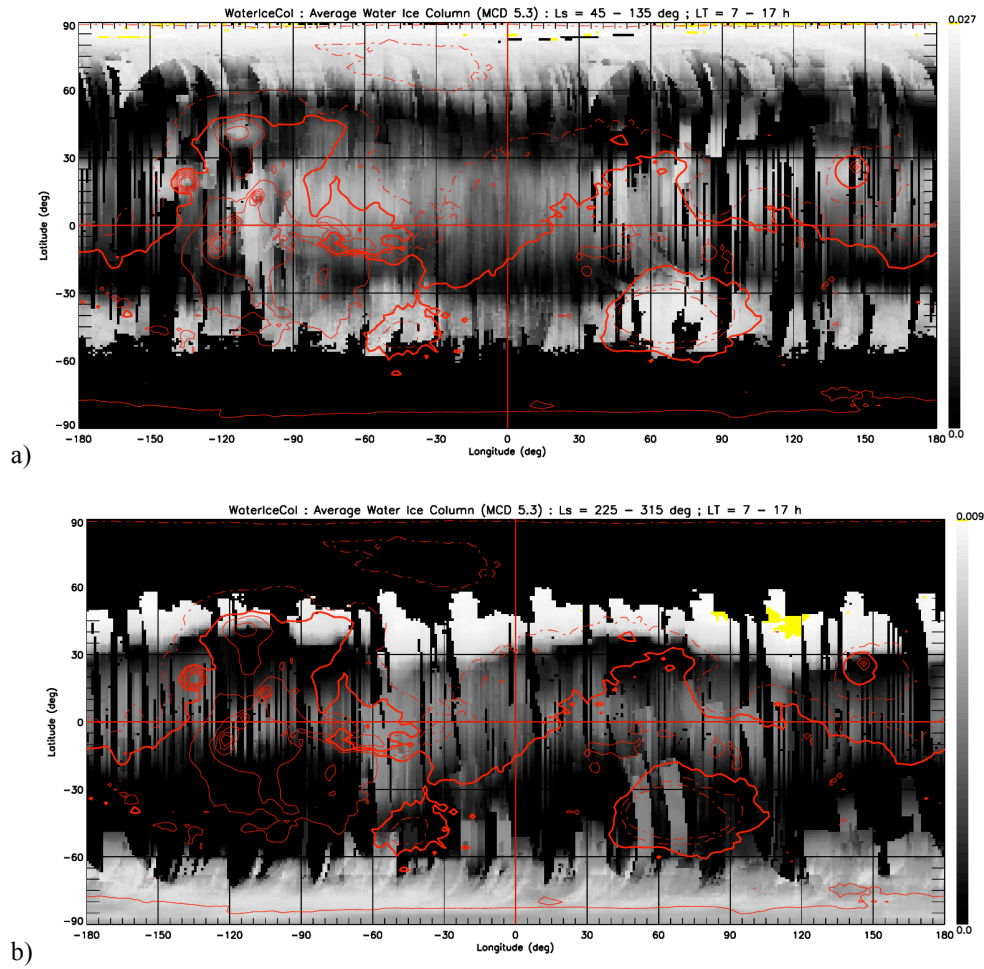 WaterIceCol : Average Water Ice Column (MCD 5.3) : Ls = 45 - 135 deg ; LT = 7 - 17 h
0.027
90
60
30
0
-30
-60
-90
Latitude (deg)
0.0
-180 -150 -120 -90 -60 -30 0 30 60 90 120 150 180
Longitude (deg)
a)
WaterIceCol : Average Water Ice Column (MCD 5.3) : Ls = 225 - 315 deg ; LT = 7 - 17 h
0.009
90
60
30
0
-30
-60
-90
Latitude (deg)
0.0
-180 -150 -120 -90 -60 -30 0 30 60 90 120 150 180
Longitude (deg)
b)